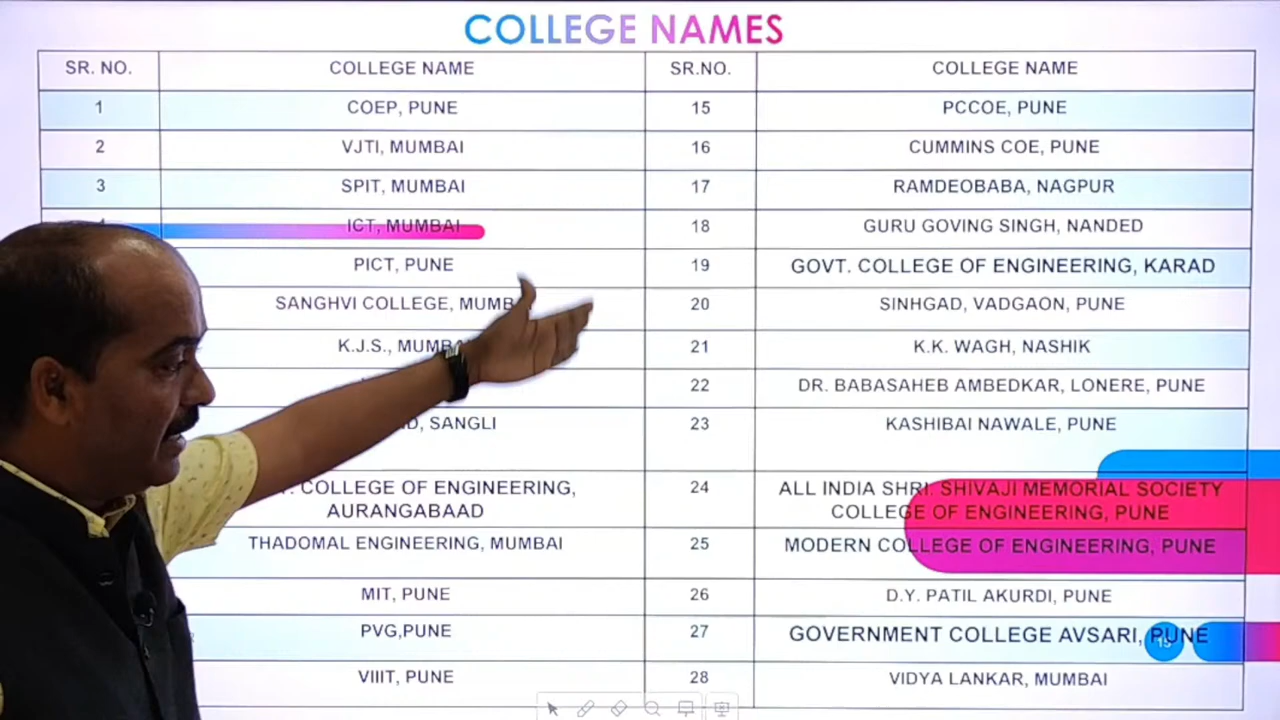 COLLEGE NAMES
SR. NO. COLLEGE NAME SR.NO. COLLEGE NAME
1 COEP, PUNE 15 PCCOE, PUNE
2 VJTI, MUMBAI 16 CUMMINS COE, PUNE
3 SPIT, MUMBAI 17 RAMDEOBABA, NAGPUR
4 ICT, MUMBAI 18 GURU GOVING SINGH, NANDED
PICT, PUNE 19 GOVT. COLLEGE OF ENGINEERING, KARAD
SANGHVI COLLEGE, 20 SINHGAD, VADGAON, PUNE
K.J.S., 21 K.K. WAGH, NASHIK
22 DR. BABASAHEB AMBEDKAR, LONERE, PUNE
SANGLI 23 KASHIBAI NAWALE, PUNE
COLLEGE OF ENGINEERING, 24 ALL INDIA SHRI. SHIVAJI MEMORIAL SOCIETY
AURANGABAAD COLLEGE OF ENGINEERING, PUNE
THADOMAL ENGINEERING, MUMBAI 25 MODERN COLLEGE OF ENGINEERING, PUNE
MIT, PUNE 26 D.Y. PATIL AKURDI, PUNE
PVG,PUNE 27 GOVERNMENT COLLEGE AVSARI, PUNE
15
VIIIT, PUNE 28 VIDYA LANKAR, MUMBAI